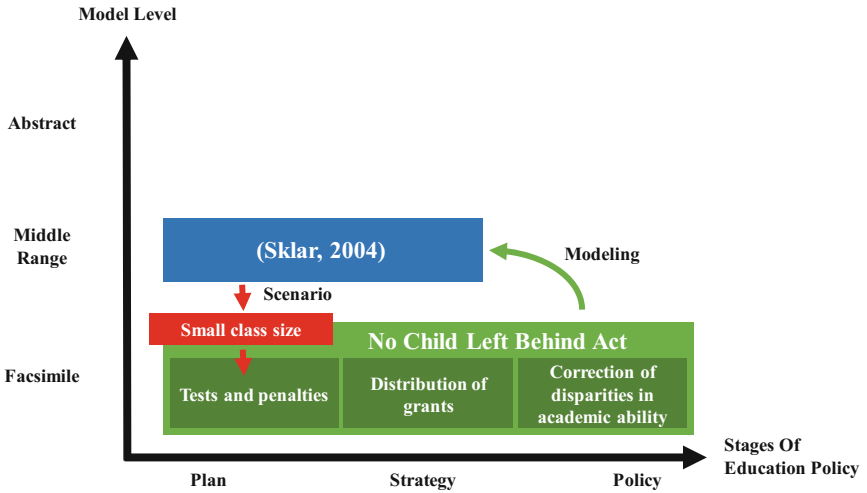 Model Level
Abstract
Middle
Range
(Sklar, 2004)
Modeling
Scenario
Small class size
No Child Left Behind Act
Facsimile
Tests and penalties
Distribution of
grants
Correction of
disparities in
academic ability
Stages Of
Education Policy
Plan
Strategy
Policy